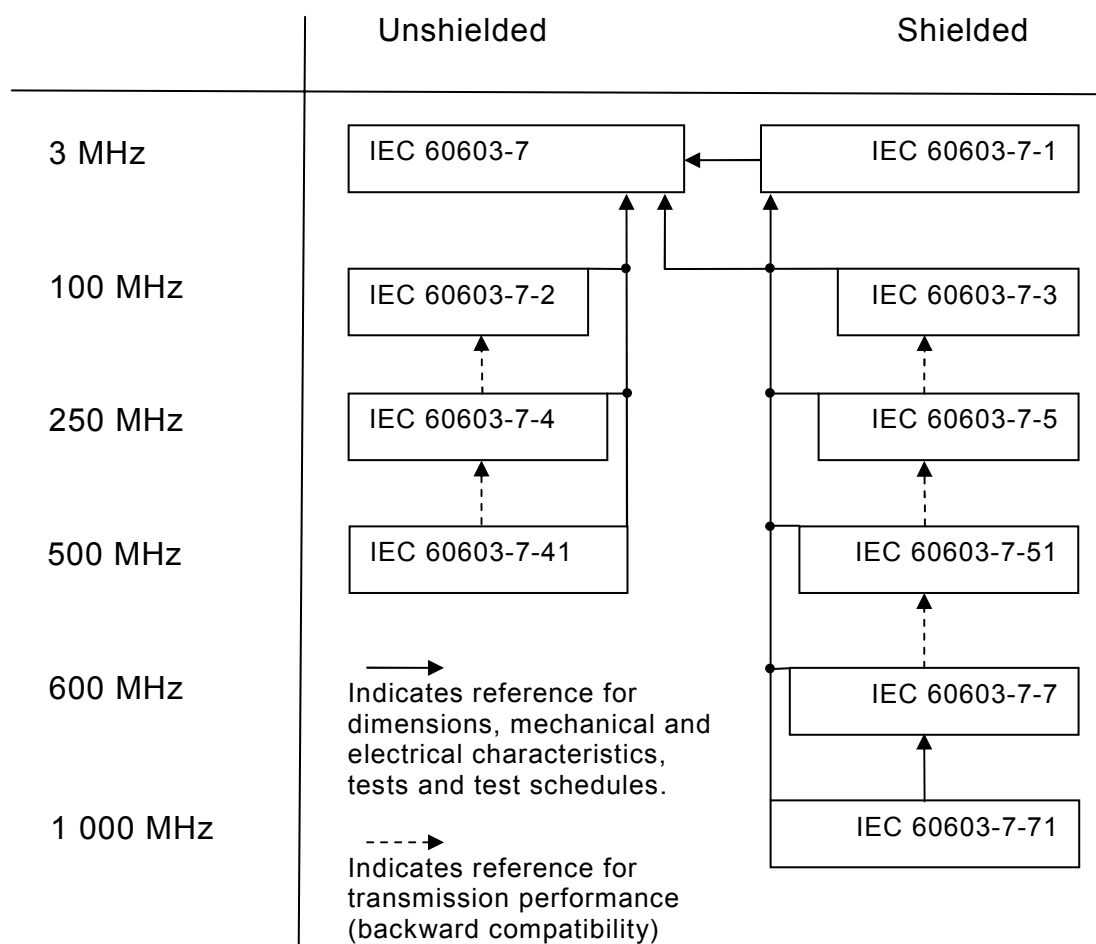 Unshielded Shielded
3 MHz IEC 60603-7 IEC 60603-7-1
100 MHz IEC 60603-7-2 IEC 60603-7-3
250 MHz IEC 60603-7-4 IEC 60603-7-5
500 MHz IEC 60603-7-41 IEC 60603-7-51
600 MHz IEC 60603-7-7
Indicates reference for
dimensions, mechanical and
electrical characteristics,
tests and test schedules.
1 000 MHz IEC 60603-7-71
Indicates reference for
transmission performance
(backward compatibility)